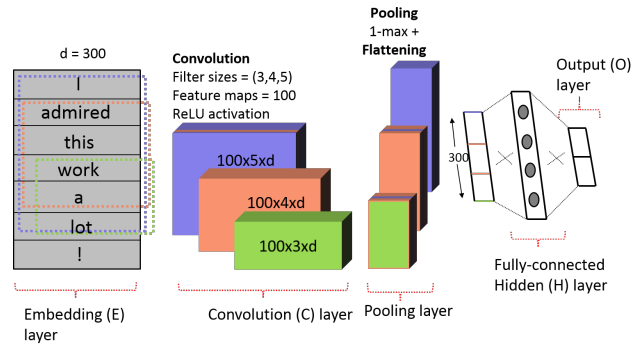 d = 300
I
admired
this
work
a
lot
!
Embedding (E)
layer
Convolution
Filter sizes = (3,4,5)
Feature maps = 100
ReLU activation
100x5xd
100x4xd
100x3xd
Convolution (C) layer
Pooling
1-max +
Flattening
Pooling layer
300
Output (O)
layer
Fully-connected
Hidden (H) layer